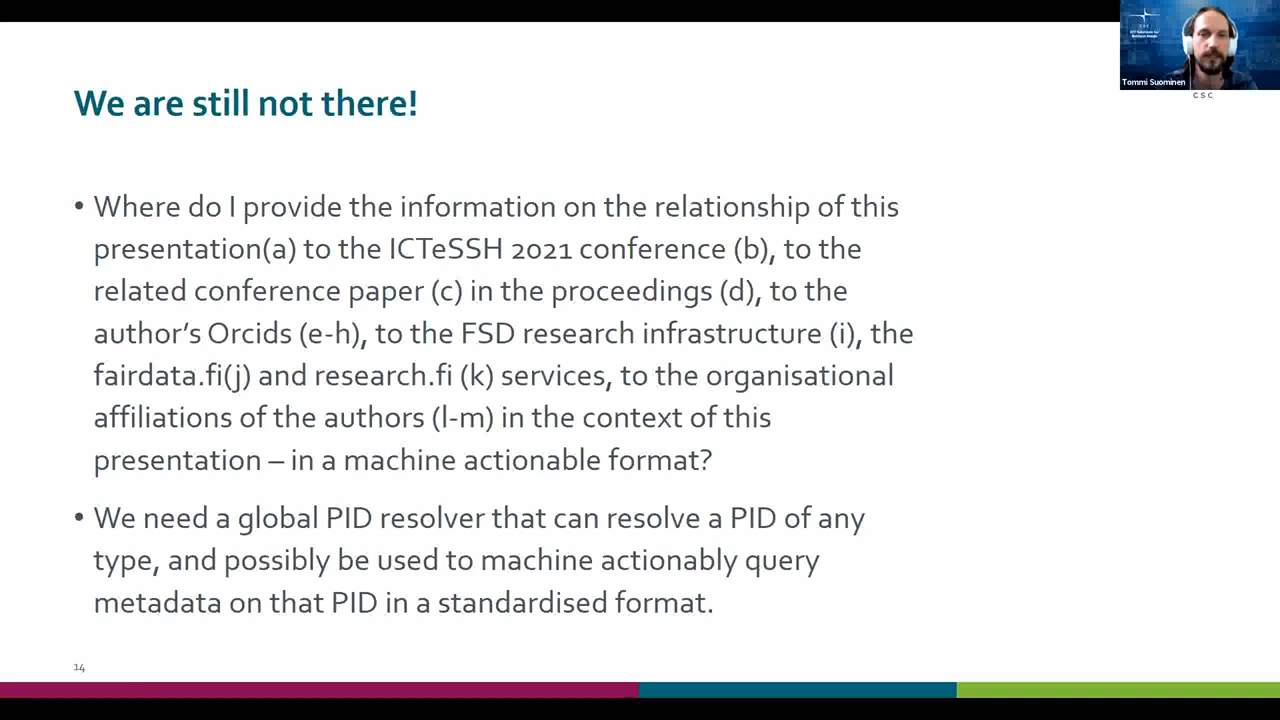 We are still not there!
• Where do I provide the information on the relationship of this
presentation(a) to the ICTeSSH 2021 conference (b), to the
related conference paper (c) in the proceedings (d), to the
author’s Orcids (e-h), to the FSD research infrastructure (i), the
fairdata.fi(j) and research.fi (k) services, to the organisational
affiliations of the authors (l-m) in the context of this
presentation – in a machine actionable format?
• We need a global PID resolver that can resolve a PID of any
type, and possibly be used to machine actionably query
metadata on that PID in a standardised format.
14
Tommi Suominen
CSC